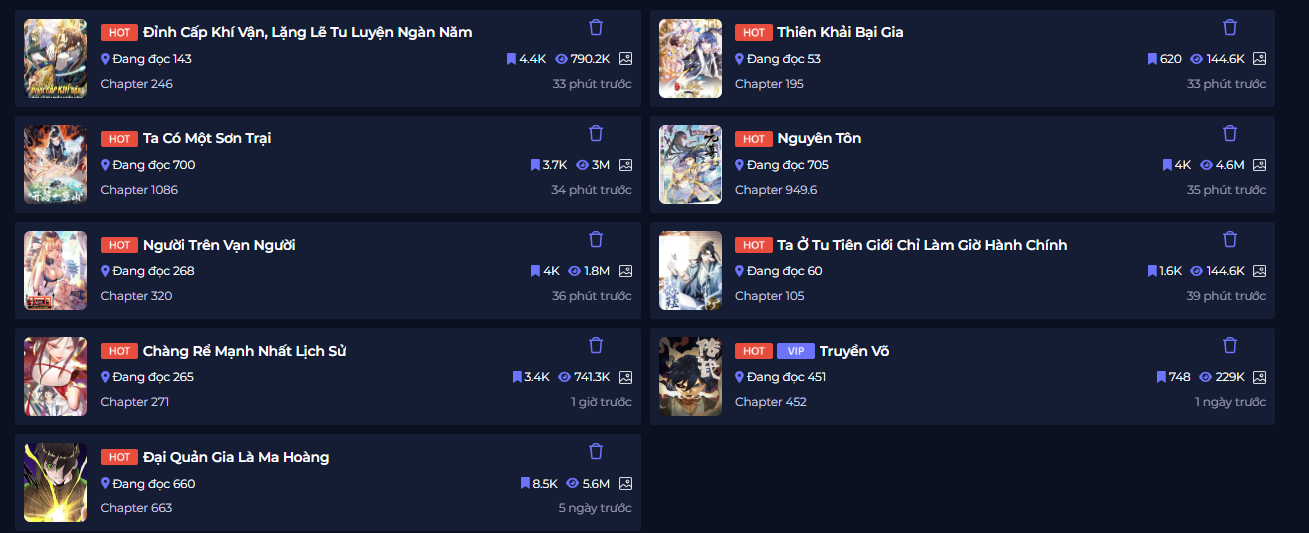 HOT Đỉnh Cấp Khí Vận, Lặng Lẽ Tu Luyện Ngàn Năm
Đang đọc 143 4.4K 790.2K
Chapter 246 33 phút trước
HOT Thiên Khải Bại Gia
Đang đọc 53 620 144.6K
Chapter 195 33 phút trước
HOT Ta Có Một Sơn Trại
Đang đọc 700 3.7K 3M
Chapter 1086 34 phút trước
HOT Nguyên Tôn
Đang đọc 705 4K 4.6M
Chapter 949.6 35 phút trước
HOT Người Trên Vạn Người
Đang đọc 268 4K 1.8M
Chapter 320 36 phút trước
HOT Ta Ở Tu Tiên Giới Chỉ Làm Giờ Hành Chính
Đang đọc 60 1.6K 144.6K
Chapter 105 39 phút trước
HOT Chàng Rể Mạnh Nhất Lịch Sử
Đang đọc 265 3.4K 741.3K
Chapter 271 1 giờ trước
HOT VIP Truyền Võ
Đang đọc 451 748 229K
Chapter 452 1 ngày trước
HOT Đại Quản Gia Là Ma Hoàng
Đang đọc 660 8.5K 5.6M
Chapter 663 5 ngày trước